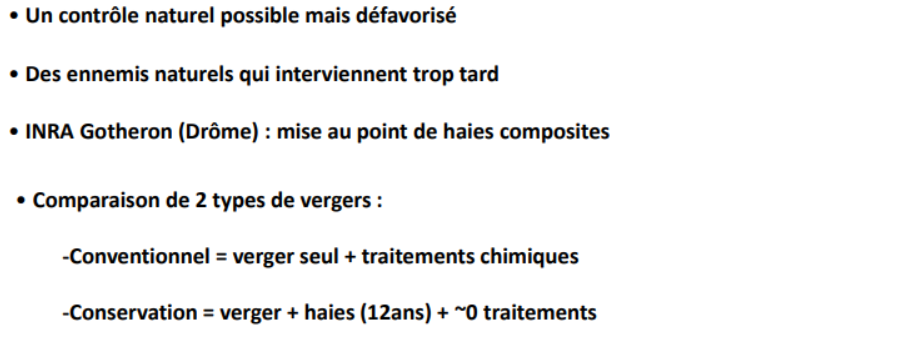 • Un contrôle naturel possible mais défavorisé
• Des ennemis naturels qui interviennent trop tard
• INRA Gotheron (Drôme) : mise au point de haies composites
• Comparaison de 2 types de vergers :
-Conventionnel = verger seul + traitements chimiques
-Conservation = verger + haies (12ans) + ~0 traitements